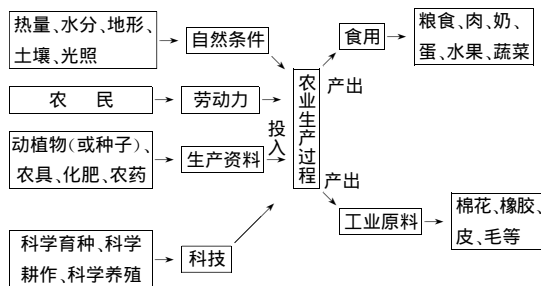 热量、水分、地形、
土壤、光照
自然条件
农 民
劳动力
动植物(或种子)、
农具、化肥、农药
生产资料
科学育种、科学
耕作、科学养殖
科技
投入
农业生产过程
产出
食用
粮食、肉、奶、
蛋、水果、蔬菜
产出
工业原料
棉花、橡胶、
皮、毛等